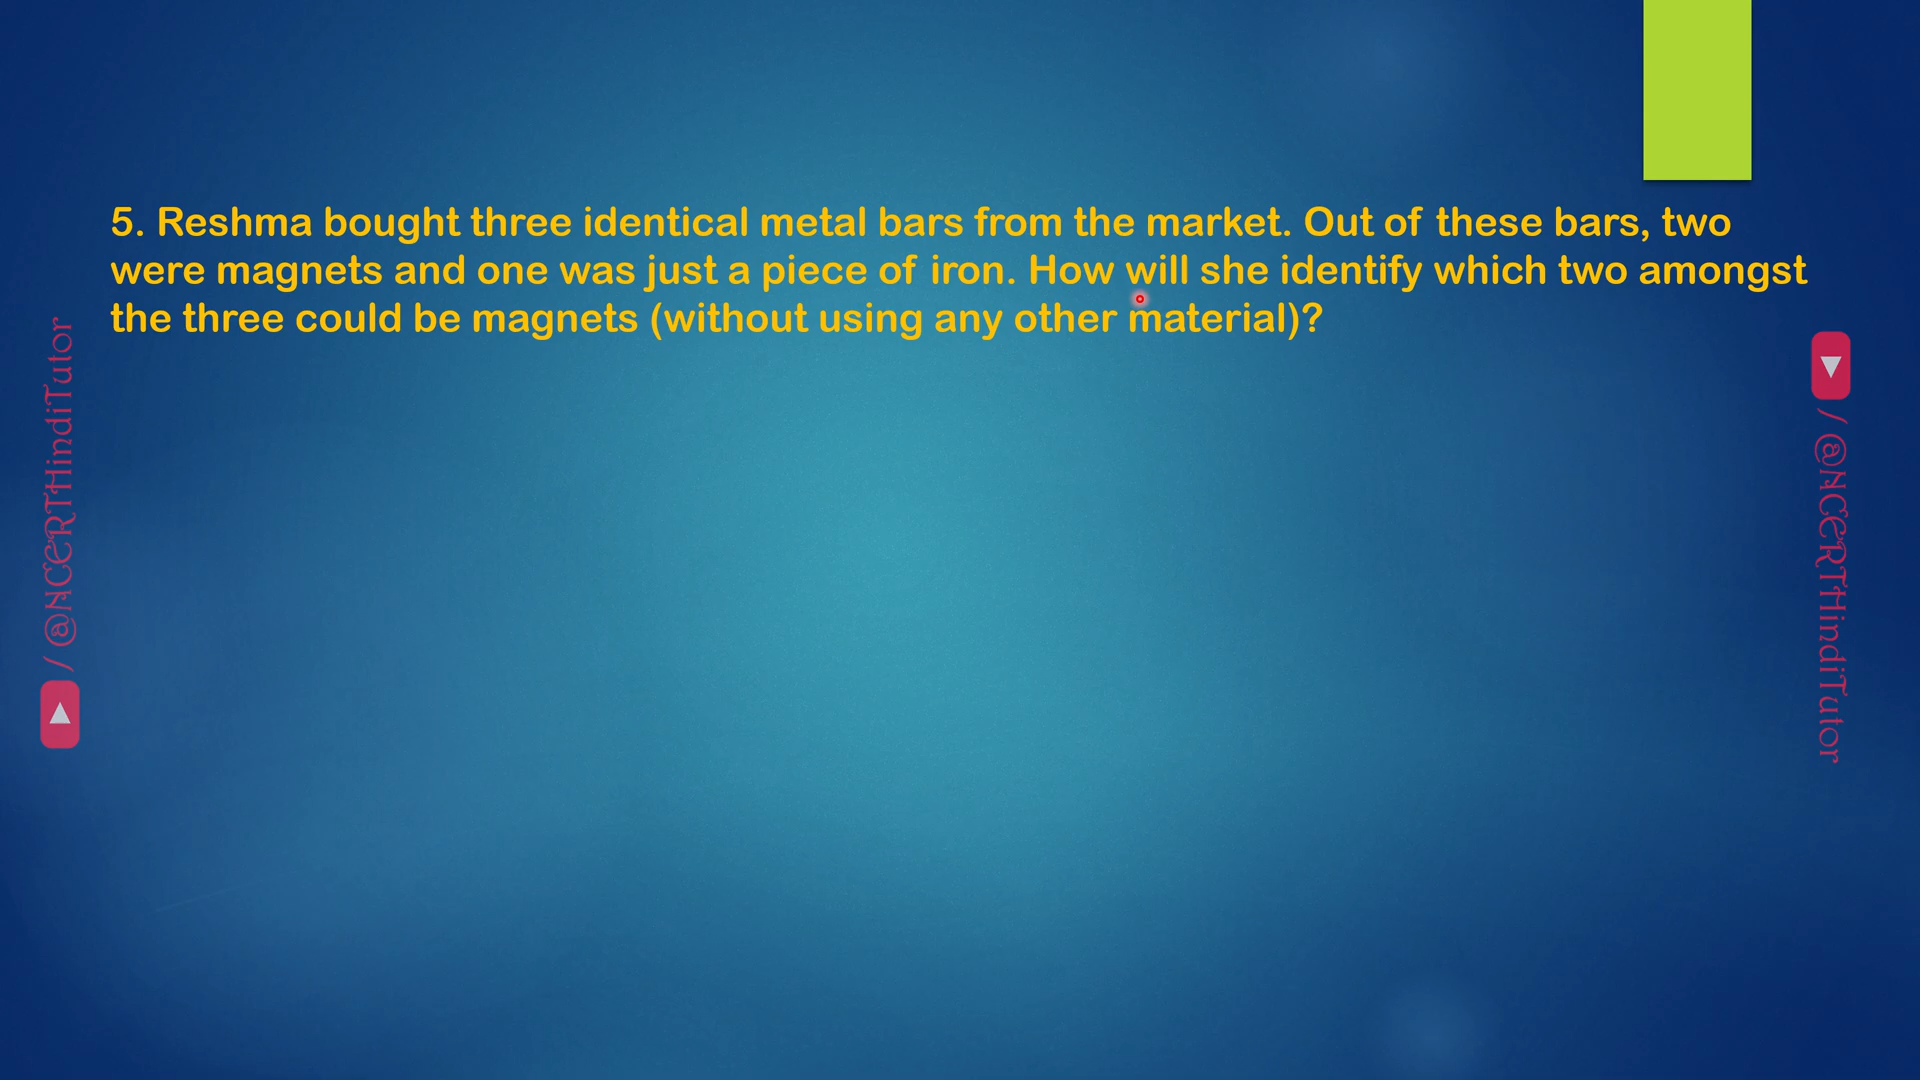 5. Reshma bought three identical metal bars from the market. Out of these bars, two
were magnets and one was just a piece of iron. How will she identify which two amongst
the three could be magnets (without using any other material)?
/ @NCERTHindiTutor
/ @NCERTHindiTutor